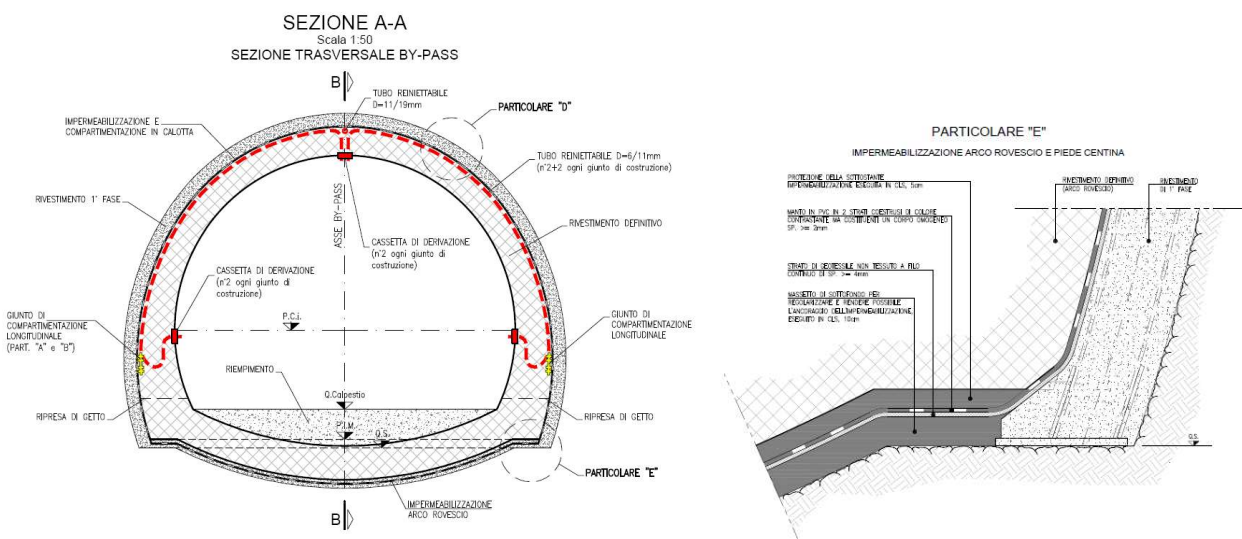 SEZIONE A-A
Scala 1:50
SEZIONE TRASVERSALE BY-PASS
B
TUBO REINIETTABILE
D=11/19mm
PARTICOLARE "D"
IMPERMEABILIZZAZIONE E
COMPARTIMENTAZIONE IN CALOTTA
TUBO REINIETTABILE D=6/11mm
(n°2+2 ogni giunto di costruzione)
RIVESTIMENTO 1° FASE
ASSE BY-PASS
RIVESTIMENTO DEFINITIVO
CASSETTA DI DERIVAZIONE
(n°2 ogni giunto di
costruzione)
CASSETTA DI DERIVAZIONE
(n°2 ogni giunto di
costruzione)
P.C.i.
GIUNTO DI
COMPARTIMENTAZIONE
LONGITUDINALE
(PART. "A" e "B")
GIUNTO DI
COMPARTIMENTAZIONE
LONGITUDINALE
RIEMPIMENTO
Q.Calpestio
RIPRESA DI GETTO
RIPRESA DI GETTO
P.I.M.
Q.S.
PARTICOLARE "E"
IMPERMEABILIZZAZIONE
ARCO ROVESCIO
B
PARTICOLARE "E"
IMPERMEABILIZZAZIONE ARCO ROVESCIO E PIEDE CENTINA
PROTEZIONE DELLA SOTTOSTANTE
IMPERMEABILIZZAZIONE ESEGUITA IN CLS, 5cm
RIVESTIMENTO DEFINITIVO
(ARCO ROVESCIO)
RIVESTIMENTO
DI 1° FASE
MANTO IN PVC IN 2 STRATI COESTRUSI DI COLORE
CONTRASTANTE MA COSTITUENTI UN CORPO OMOGENEO
SP. >= 2mm
STRATO DI GEOTESSILE NON TESSUTO A FILO
CONTINUO DI SP. >= 4mm
MASSETTO DI SOTTOFONDO PER
REGOLARIZZARE E RENDERE POSSIBILE
L'ANCORAGGIO DELL'IMPERMEABILIZZAZIONE,
ESEGUITO IN CLS, 10cm
Q.S.